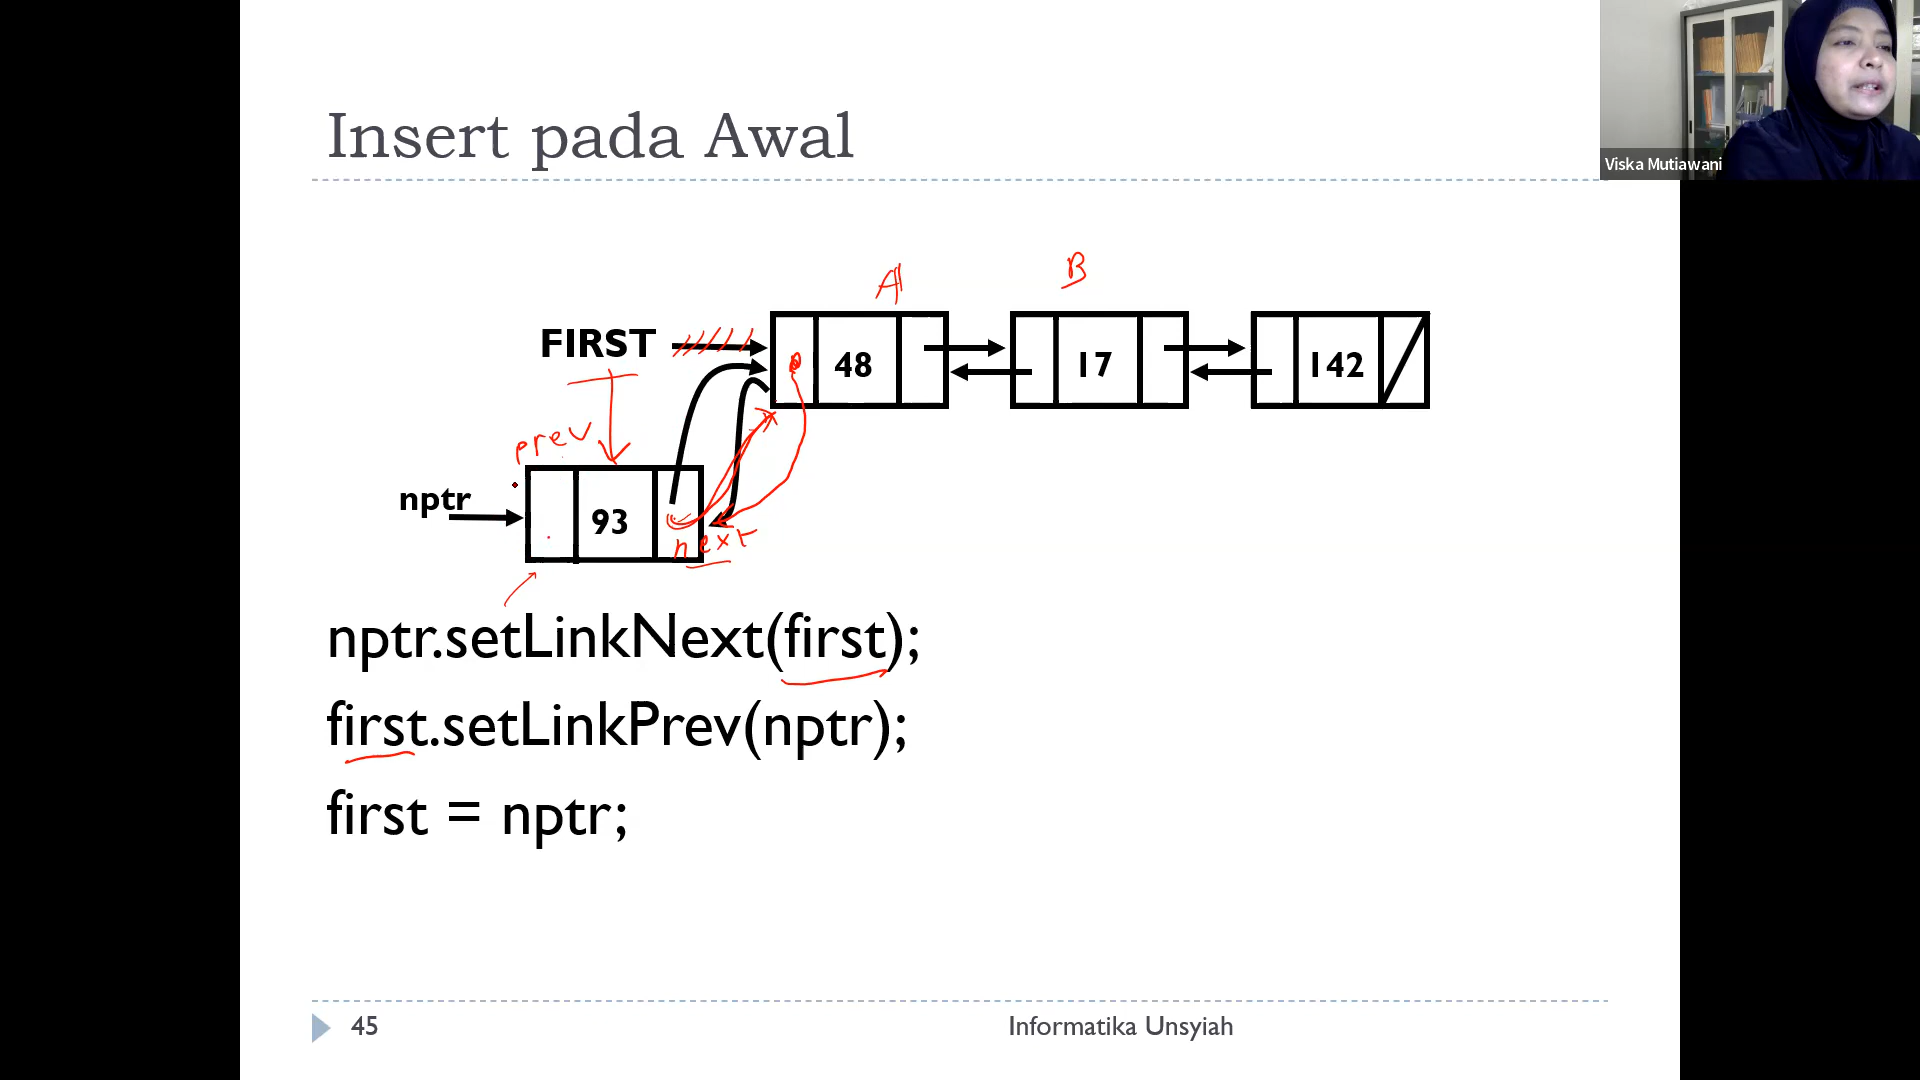 Viska Mutiawani
Insert pada Awal
A
B
FIRST
48
17
142
prev
nptr
93
next
nptr.setLinkNext(first);
first.setLinkPrev(nptr);
first = nptr;
45
Informatika Unsyiah